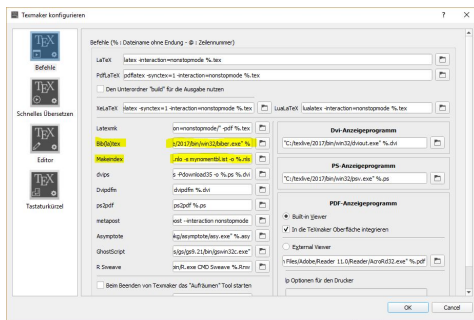 Texmaker konfigurieren
? X
TEX
Befehle
TEX
Schnelles Übersetzen
TEX
Editor
TEX
Tastaturkürzel
Befehle (% : Dateiname ohne Endung - @ : Zeilennummer)
LaTeX latex -interaction=nonstopmode %.tex
PdfLaTeX pdflatex -synctex=1 -interaction=nonstopmode %.tex
Den Unterordner "build" für die Ausgabe nutzen
XeLaTeX xelatex -synctex=1 -interaction=nonstopmode %.tex LuaLaTeX lualatex -interaction=nonstopmode %.tex
Latexmk on=nonstopmode/" -pdf %.tex
Bib(la)tex e/2017/bin/win32/biber.exe" %
Makeindex .nlo -s mynomentbl.ist -o %.nls
dvips s -Pdownload35 -o %.ps %.dvi
Dvipdfm dvipdfm %.dvi
ps2pdf ps2pdf %.ps
metapost ost --interaction nonstopmode
Asymptote /asymptote/asy.exe" %.asy
GhostScript s/gs/gs9.21/bin/gswin32c.exe"
R Sweave in/R.exe CMD Sweave %.Rnw
Beim Beenden von Texmaker das "Aufräumen" Tool starten
Dvi-Anzeigeprogramm
"C:/texlive/2017/bin/win32/dviout.exe" %.dvi
PS-Anzeigeprogramm
"C:/texlive/2017/bin/win32/psv.exe" %.ps
PDF-Anzeigeprogramm
Built-in Viewer
In die TeXmaker Oberfläche integrieren
External Viewer
Files/Adobe/Reader 11.0/Reader/AcroRd32.exe" %.pdf
lp Optionen für den Drucker
OK Cancel